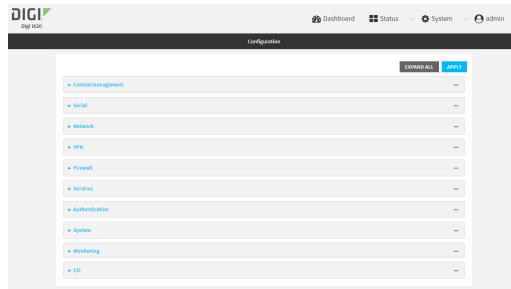 DIGI
Digi IX20
Dashboard
Status
System
admin
Configuration
EXPAND ALL
APPLY
Central management
Serial
Network
VPN
Firewall
Services
Authentication
System
Monitoring
I/O